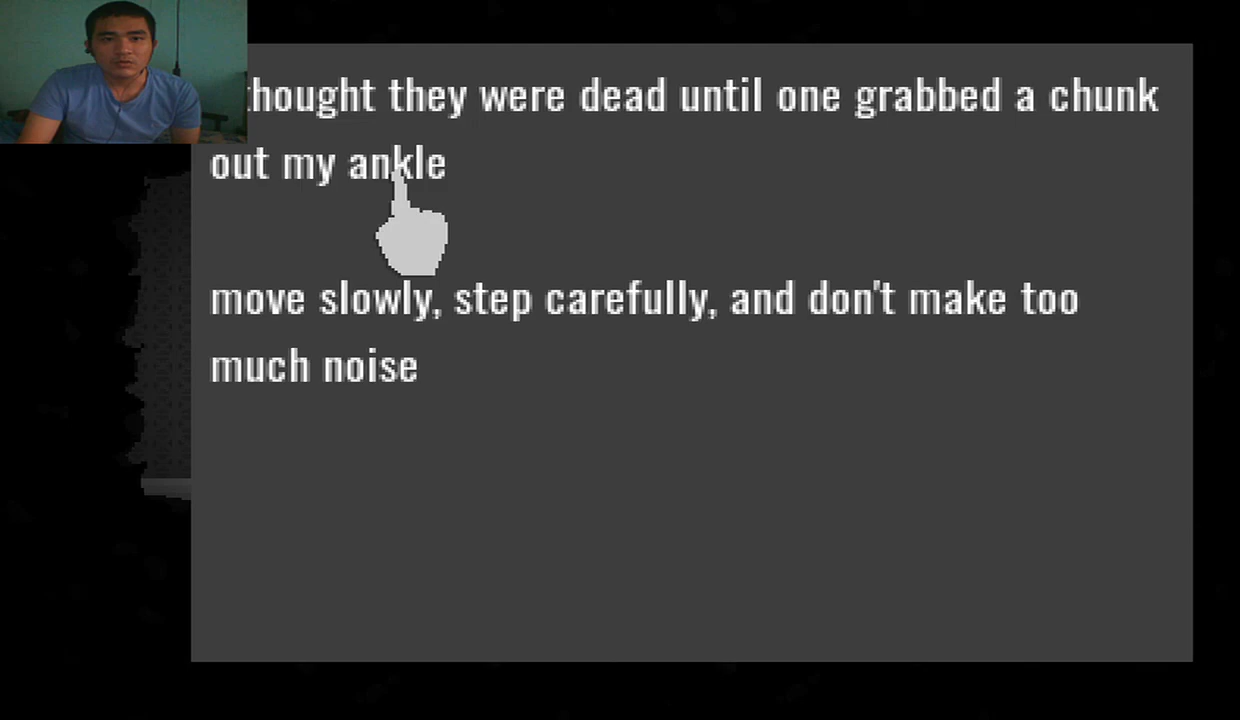 thought they were dead until one grabbed a chunk
out my ankle
move slowly, step carefully, and don't make too
much noise